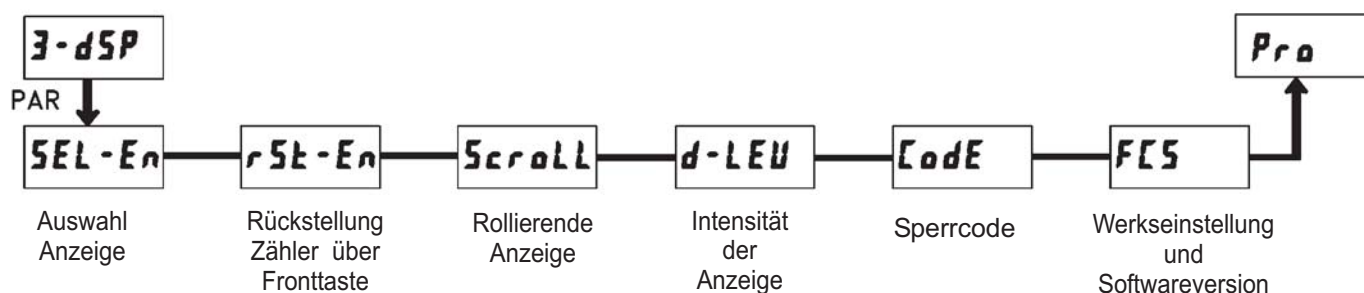 3-dSP
Pro
PAR
SEL-En
rSt-En
ScroLL
d-LEV
CodE
FCS
Auswahl
Anzeige
Rückstellung
Zähler über
Fronttaste
Rollierende
Anzeige
Intensität
der
Anzeige
Sperrcode
Werkseinstellung
und
Softwareversion